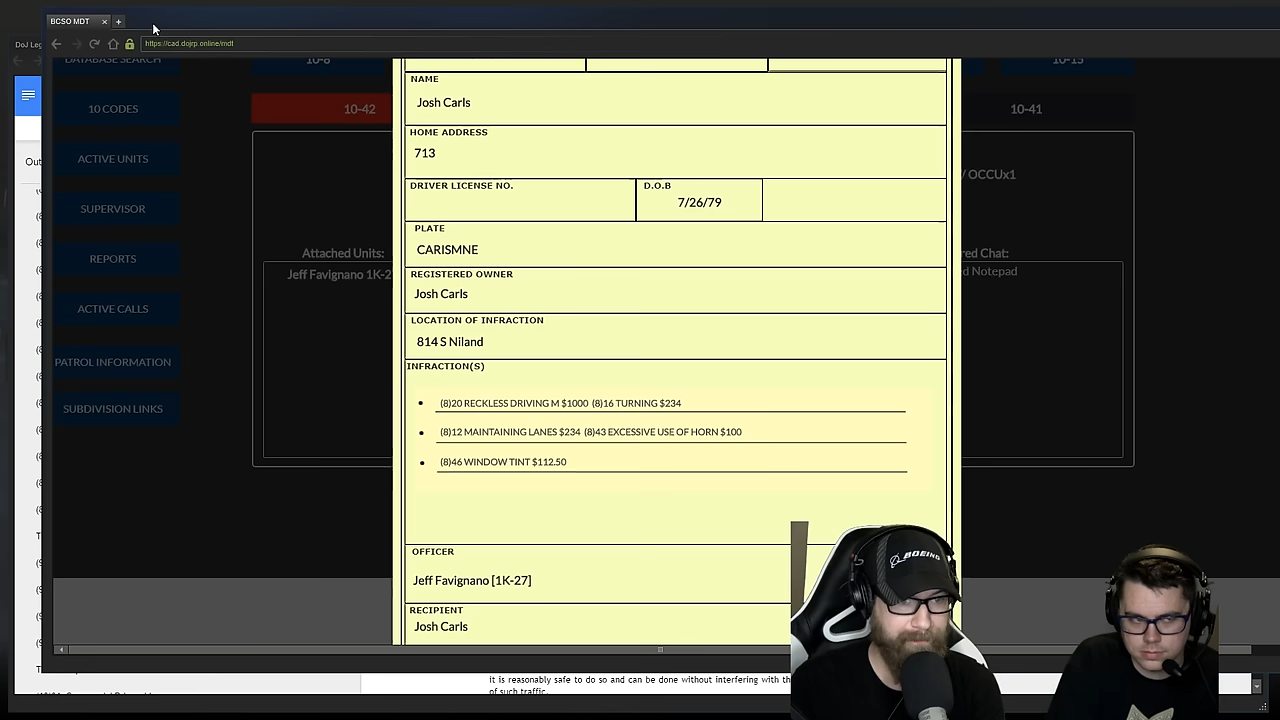 BCSO MDT
DoJ Leg
https://cad.dojrp.online/mdt
DATABASE SEARCH
10-8
10-15
NAME
Josh Carls
10 CODES
10-42
10-41
HOME ADDRESS
713
ACTIVE UNITS
Out
/ OCCUx1
DRIVER LICENSE NO.
D.O.B
7/26/79
SUPERVISOR
PLATE
CARISMNE
REPORTS
Attached Units:
red Chat:
Jeff Favignano 1K-2
d Notepad
REGISTERED OWNER
Josh Carls
ACTIVE CALLS
LOCATION OF INFRACTION
814 S Niland
PATROL INFORMATION
INFRACTION(S)
SUBDIVISION LINKS
(8)20 RECKLESS DRIVING M $1000 (8)16 TURNING $234
(8)12 MAINTAINING LANES $234 (8)43 EXCESSIVE USE OF HORN $100
(8)46 WINDOW TINT $112.50
OFFICER
Jeff Favignano [1K-27]
RECIPIENT
Josh Carls
BOEING
it is reasonably safe to do so and can be done without interfering with th
of such traffic.